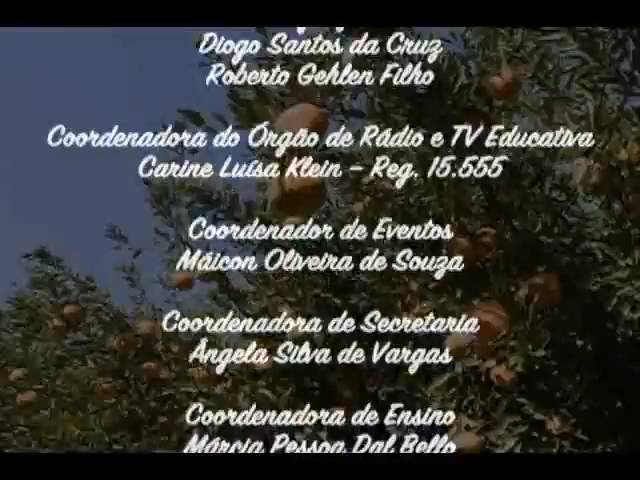 Diogo Santos da Cruz
Roberto Gehlen Filho
Coordenadora do Órgão de Rádio e TV Educativa
Carine Luísa Klein – Reg. 15.555
Coordenador de Eventos
Máicon Oliveira de Souza
Coordenadora de Secretaria
Ângela Silva de Vargas
Coordenadora de Ensino
Márcia Pessoa Dal Bello